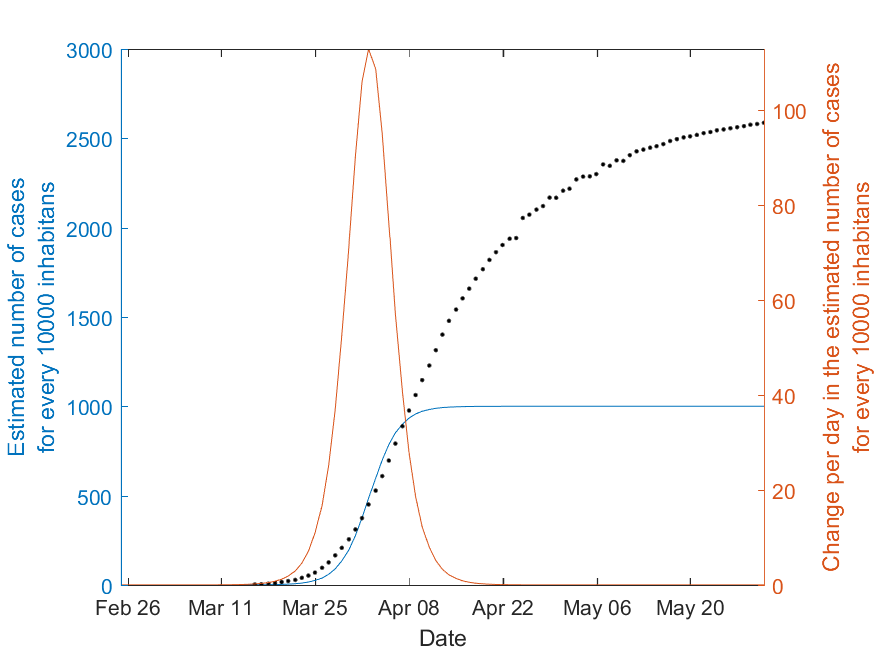 3000
2500
2000
1500
1000
500
0
Estimated number of cases
for every 10000 inhabitans
100
80
60
40
20
0
Change per day in the estimated number of cases
for every 10000 inhabitans
Feb 26 Mar 11 Mar 25 Apr 08 Apr 22 May 06 May 20
Date